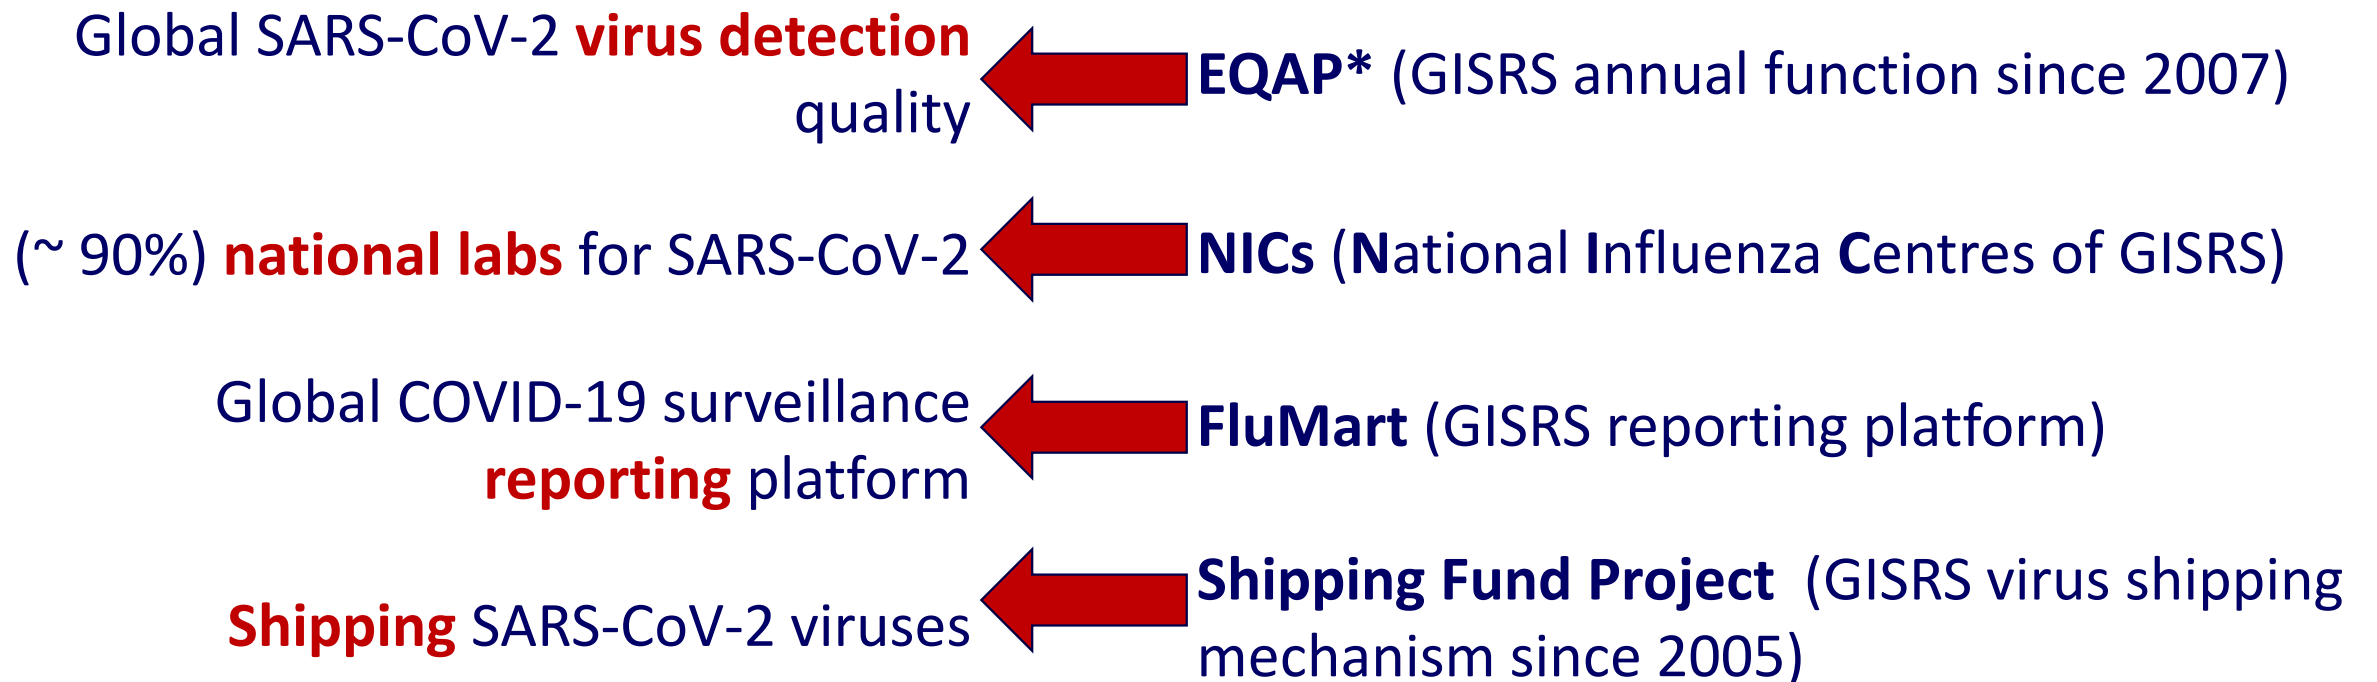 Global SARS-CoV-2 virus detection
quality
EQAP* (GISRS annual function since 2007)
(~ 90%) national labs for SARS-CoV-2
NICs (National Influenza Centres of GISRS)
Global COVID-19 surveillance
reporting platform
FluMart (GISRS reporting platform)
Shipping SARS-CoV-2 viruses
Shipping Fund Project (GISRS virus shipping
mechanism since 2005)